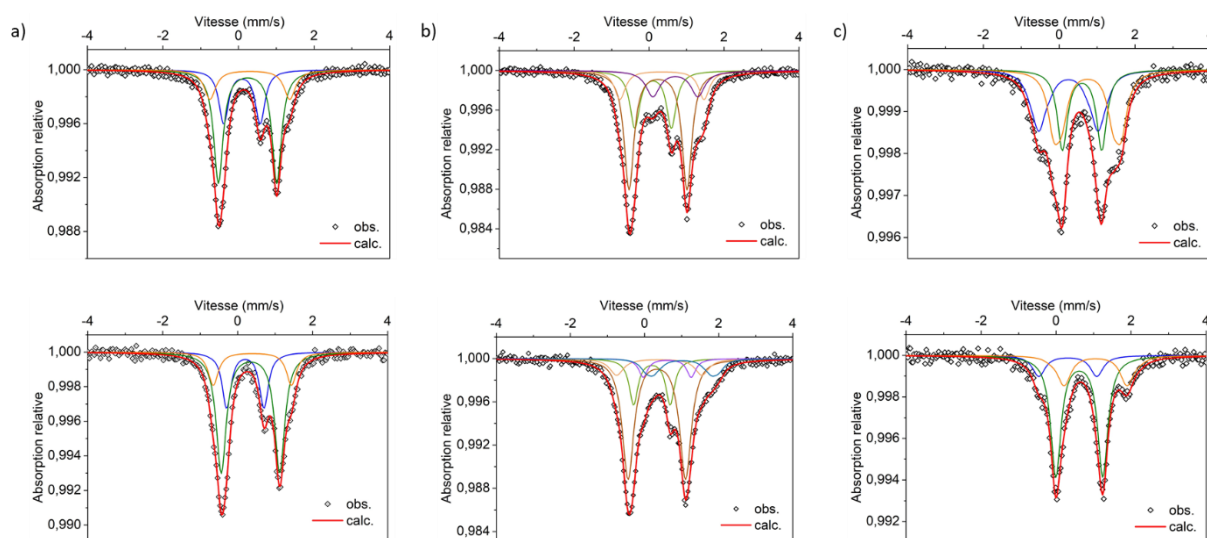 a)
Vitesse (mm/s)
-4 -2 0 2 4
1,000
0,996
0,992
0,988
Absorption relative
obs.
calc.
b)
Vitesse (mm/s)
-4 -2 0 2 4
1,000
0,996
0,992
0,988
0,984
Absorption relative
obs.
calc.
c)
Vitesse (mm/s)
-4 -2 0 2
1,000
0,999
0,998
0,997
0,996
Absorption relative
obs.
calc.
Vitesse (mm/s)
-4 -2 0 2 4
1,000
0,998
0,996
0,994
0,992
0,990
Absorption relative
obs.
calc.
Vitesse (mm/s)
-4 -2 0 2 4
1,000
0,996
0,992
0,988
0,984
Absorption relative
obs.
calc.
Vitesse (mm/s)
-4 -2 0 2 4
1,000
0,998
0,996
0,994
0,992
Absorption relative
obs.
calc.